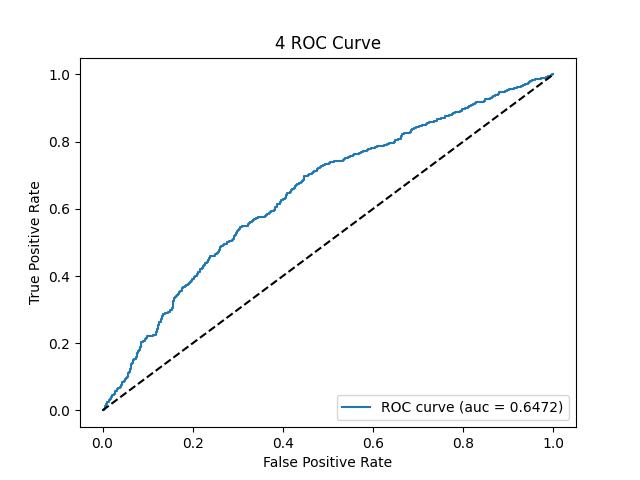 4 ROC Curve
True Positive Rate
1.0
0.8
0.6
0.4
0.2
0.0
ROC curve (auc = 0.6472)
0.0 0.2 0.4 0.6 0.8 1.0
False Positive Rate